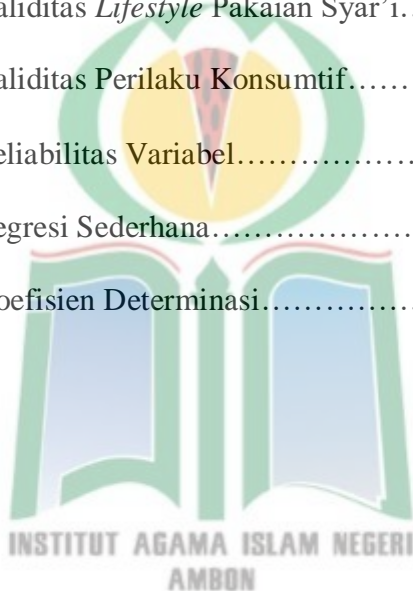 aliditas Lifestyle Pakaian Syar’i..
aliditas Perilaku Konsumtif……
eliabilitas Variabel………………
egresi Sederhana…………………
oefisien Determinasi……………
INSTITUT AGAMA ISLAM NEGERI
AMBON